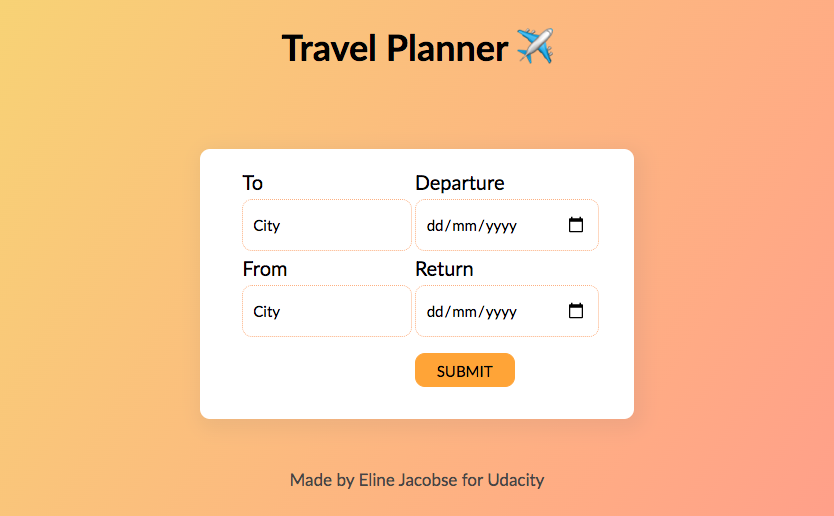 Travel Planner ✈️
To
Departure
City
dd/mm/yyyy
From
Return
City
dd/mm/yyyy
SUBMIT
Made by Eline Jacobse for Udacity